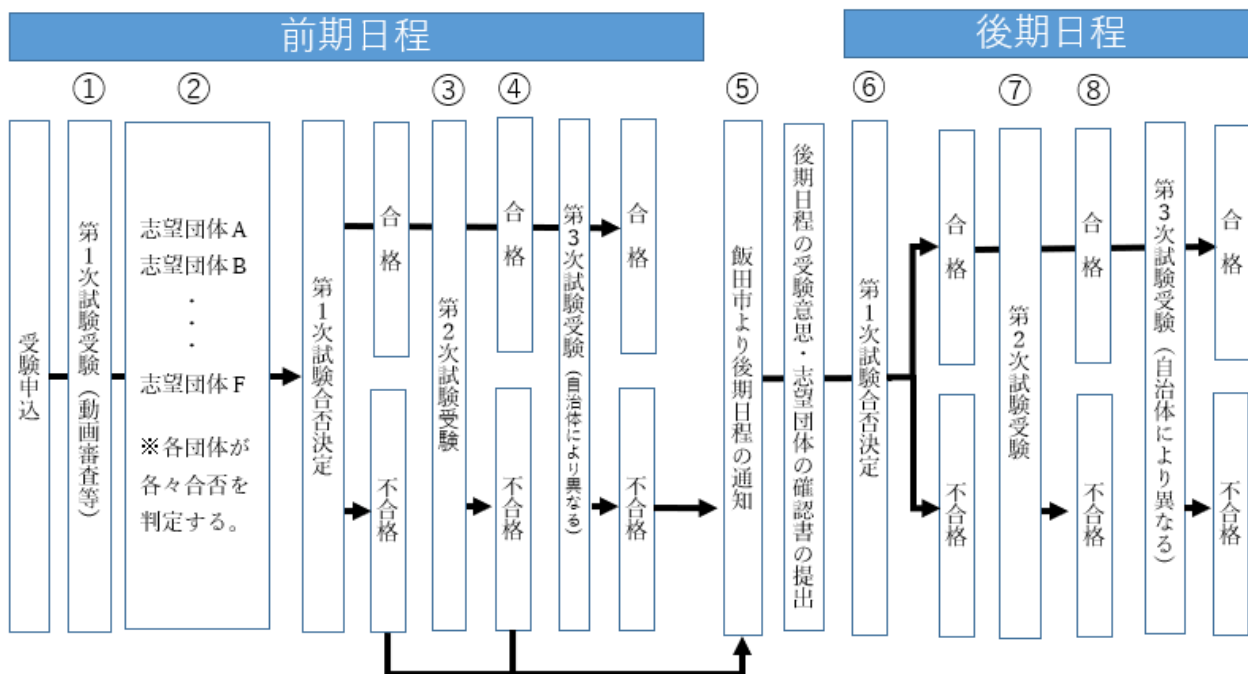 前期日程
後期日程
①
②
③
④
⑤
⑥
⑦
⑧
受験申込
第1次試験受験（動画審査等）
志望団体A
志望団体B
・
・
・
志望団体F
※各団体が
各々合否を
判定する。
第1次試験合否決定
合格
不合格
第2次試験受験
合格
不合格
第3次試験受験（自治体により異なる）
合格
不合格
飯田市より後期日程の通知
後期日程の受験意思・志望団体の確認書の提出
第1次試験合否決定
合格
不合格
第2次試験受験
合格
不合格
第3次試験受験（自治体により異なる）
合格
不合格